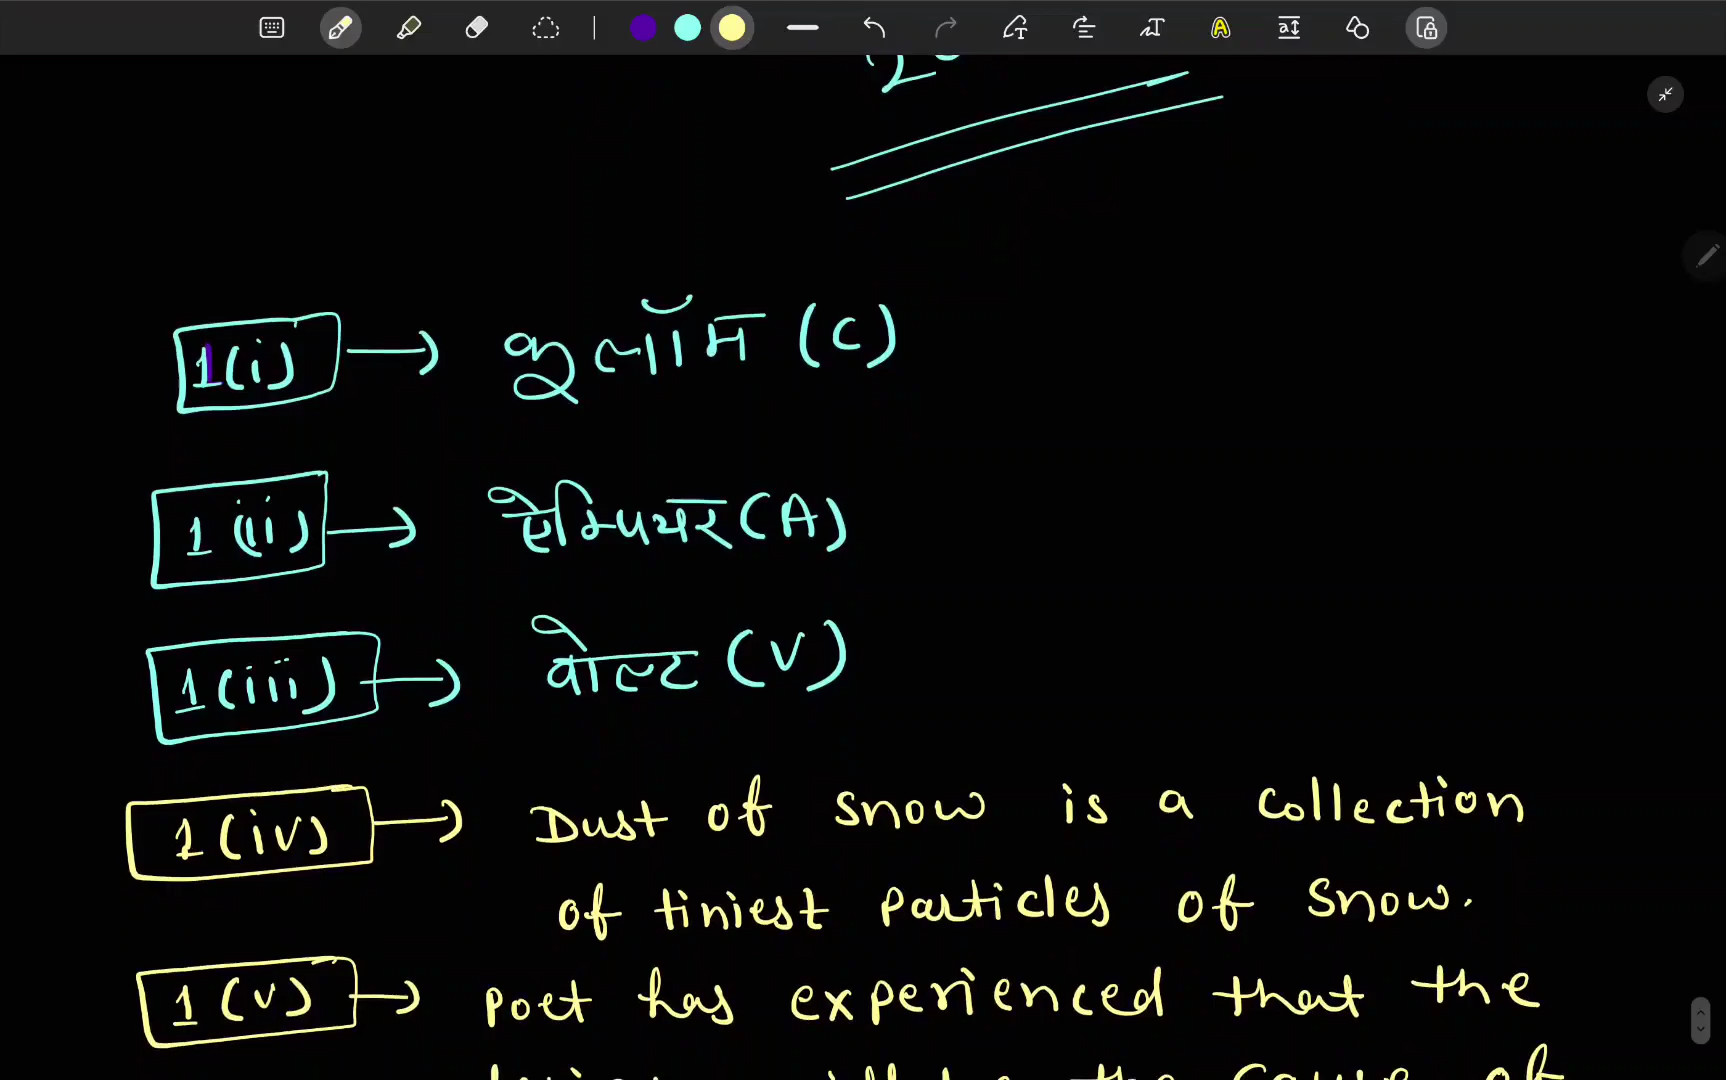 1(i) → कुलॉम (C)
1(ii) → ऐम्पियर (A)
1(iii) → वोल्ट (V)
1(iv) → Dust of snow is a collection
of tiniest particles of snow.
1(v) → poet has experienced that the